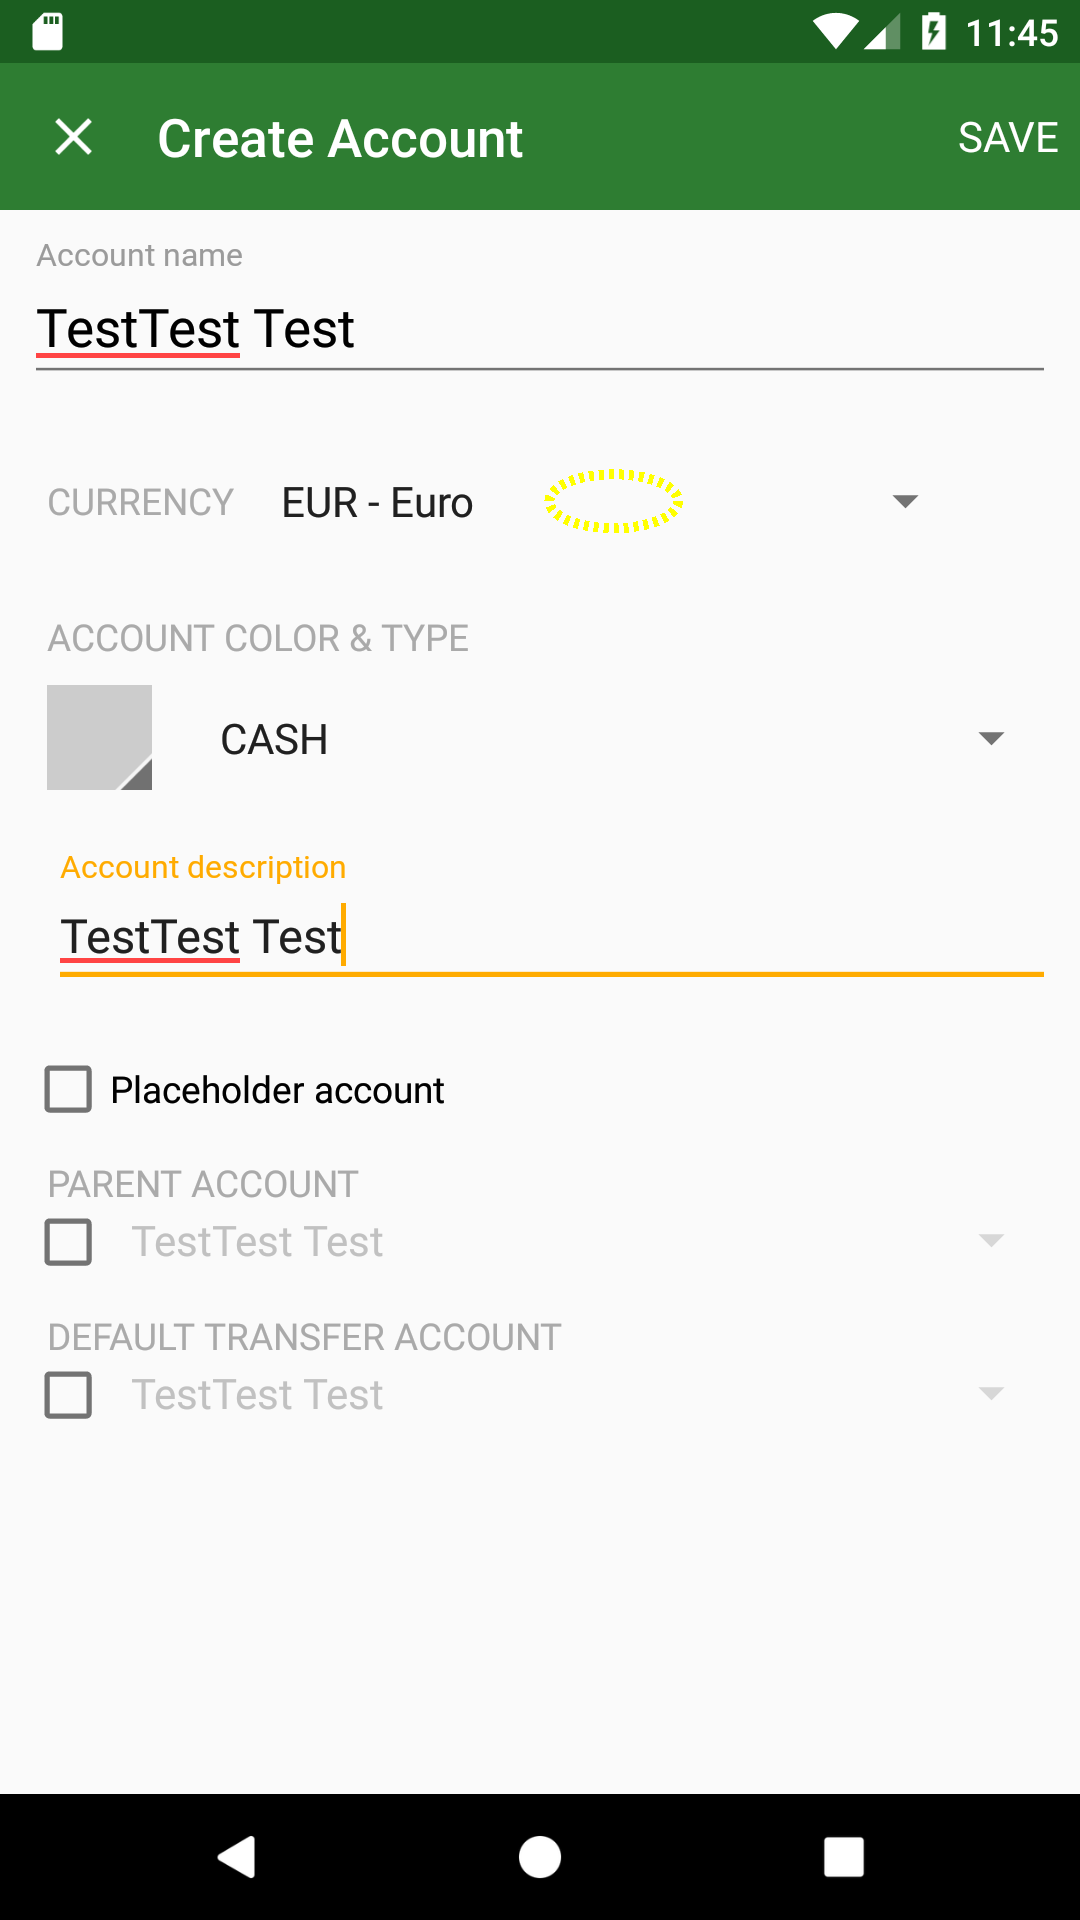 11:45
Create Account
SAVE
Account name
TestTest Test
CURRENCY EUR - Euro
ACCOUNT COLOR & TYPE
CASH
Account description
TestTest Test
Placeholder account
PARENT ACCOUNT
TestTest Test
DEFAULT TRANSFER ACCOUNT
TestTest Test